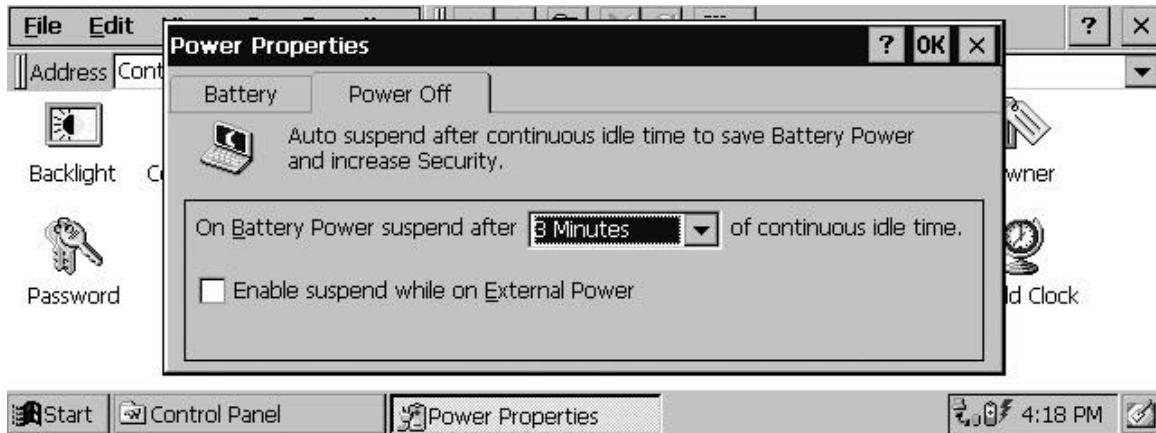 File Edit
? ×
Power Properties
? OK ×
Address Cont
Battery Power Off
Auto suspend after continuous idle time to save Battery Power
and increase Security.
Backlight
wner
On Battery Power suspend after 3 Minutes of continuous idle time.
Enable suspend while on External Power
Password
ld Clock
Start Control Panel Power Properties 4:18 PM